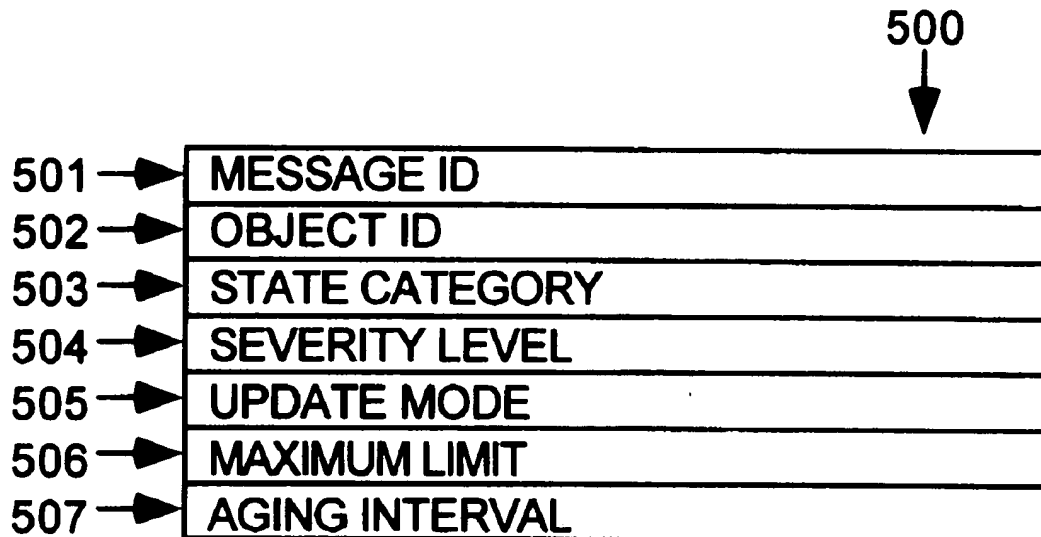 500
501 MESSAGE ID
502 OBJECT ID
503 STATE CATEGORY
504 SEVERITY LEVEL
505 UPDATE MODE
506 MAXIMUM LIMIT
507 AGING INTERVAL